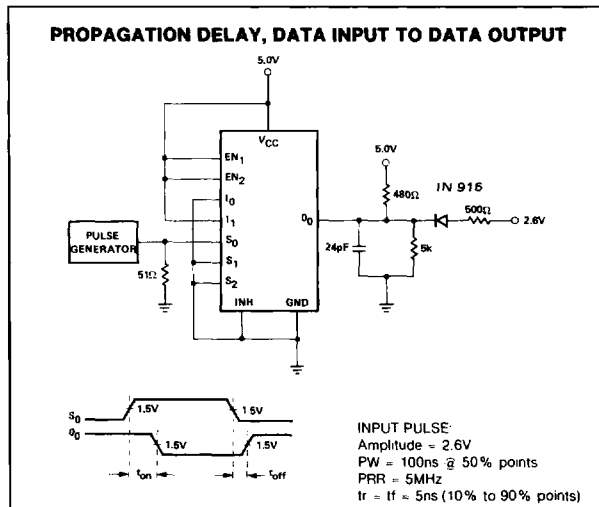 PROPAGATION DELAY, DATA INPUT TO DATA OUTPUT
5.0V
VCC
EN1
EN2
I0
I1
S0
S1
S2
INH
GND
PULSE
GENERATOR
51Ω
D0
5.0V
480Ω
IN 916
500Ω
2.6V
24pF
5k
S0
1.5V
1.5V
D0
1.5V
1.5V
ton
toff
INPUT PULSE:
Amplitude = 2.6V
PW = 100ns @ 50% points
PRR = 5MHz
tr = tf = 5ns (10% to 90% points)